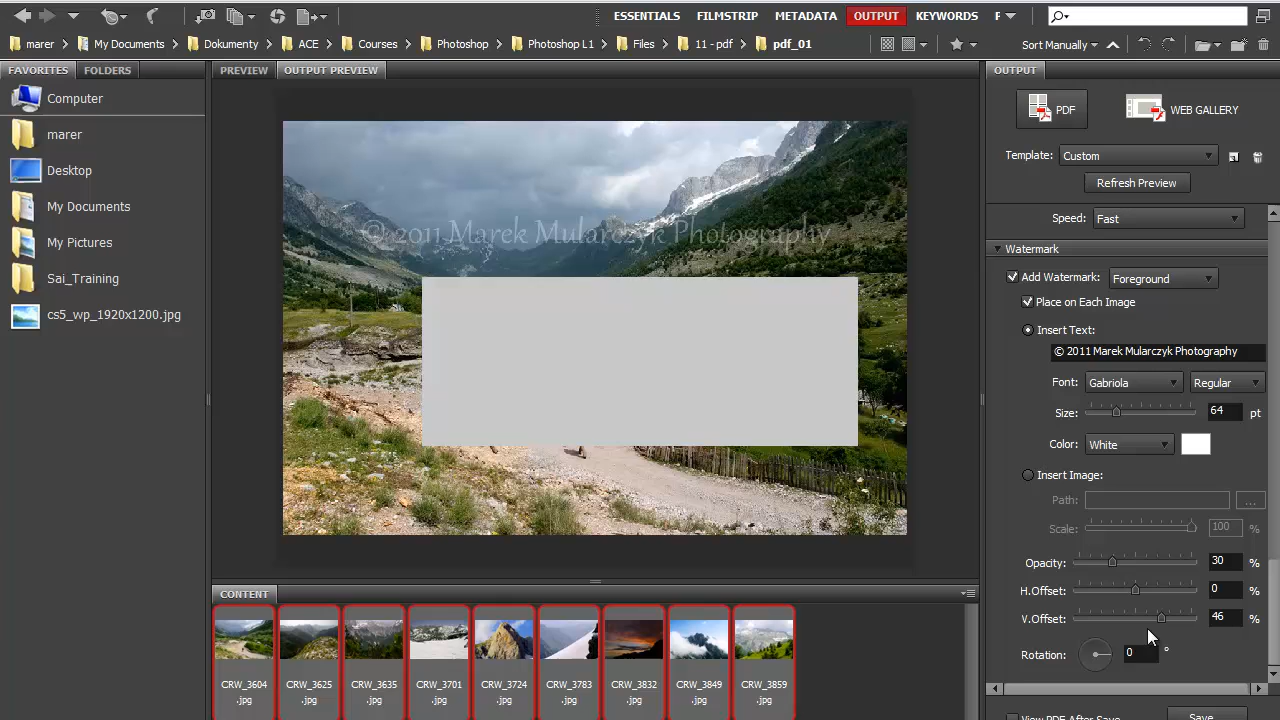 ESSENTIALS FILMSTRIP METADATA OUTPUT KEYWORDS F
marer My Documents Dokumenty ACE Courses Photoshop Photoshop L1 Files 11 - pdf pdf_01 Sort Manually
FAVORITES FOLDERS PREVIEW OUTPUT PREVIEW OUTPUT
Computer
marer
Desktop
My Documents
My Pictures
Sai_Training
cs5_wp_1920x1200.jpg
© 2011 Marek Mularczyk Photography
CONTENT
CRW_3604 .jpg
CRW_3625 .jpg
CRW_3635 .jpg
CRW_3701 .jpg
CRW_3724 .jpg
CRW_3783 .jpg
CRW_3832 .jpg
CRW_3849 .jpg
CRW_3859 .jpg
PDF WEB GALLERY
Template: Custom
Refresh Preview
Speed: Fast
Watermark
Add Watermark: Foreground
Place on Each Image
Insert Text:
© 2011 Marek Mularczyk Photography
Font: Gabriola Regular
Size: 64 pt
Color: White
Insert Image:
Path: ...
Scale: 100 %
Opacity: 30 %
H.Offset: 0 %
V.Offset: 46 %
Rotation: 0 °
View PDF After Save Save